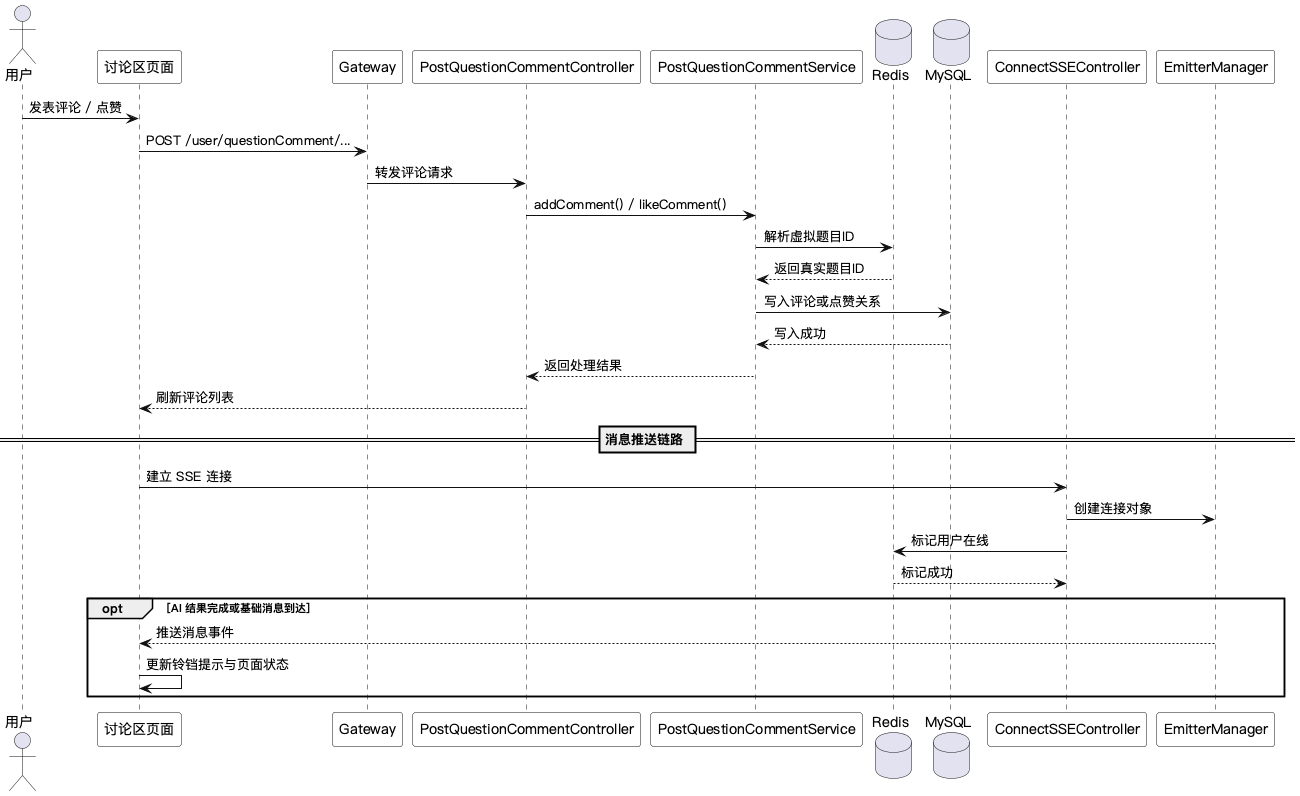 用户
讨论区页面
Gateway
PostQuestionCommentController
PostQuestionCommentService
Redis
MySQL
ConnectSSEController
EmitterManager
发表评论 / 点赞
POST /user/questionComment/...
转发评论请求
addComment() / likeComment()
解析虚拟题目ID
返回真实题目ID
写入评论或点赞关系
写入成功
返回处理结果
刷新评论列表
消息推送链路
建立 SSE 连接
创建连接对象
标记用户在线
标记成功
opt
[AI 结果完成或基础消息到达]
推送消息事件
更新铃铛提示与页面状态
用户
讨论区页面
Gateway
PostQuestionCommentController
PostQuestionCommentService
Redis
MySQL
ConnectSSEController
EmitterManager